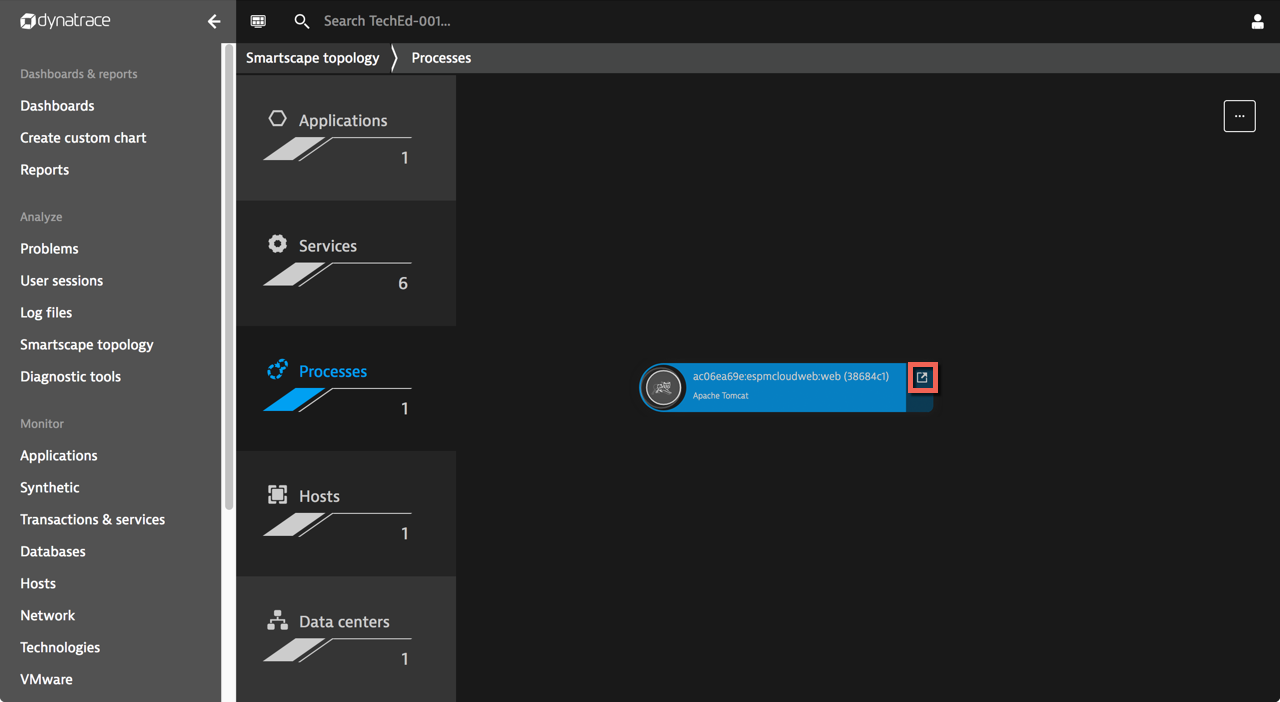 dynatrace
Search TechEd-001...
Smartscape topology
Processes
Dashboards & reports
Dashboards
Create custom chart
Reports
Analyze
Problems
User sessions
Log files
Smartscape topology
Diagnostic tools
Monitor
Applications
Synthetic
Transactions & services
Databases
Hosts
Network
Technologies
VMware
Applications
1
Services
6
Processes
1
Hosts
1
Data centers
1
...
ac06ea69e:espmcloudweb:web (38684c1)
Apache Tomcat